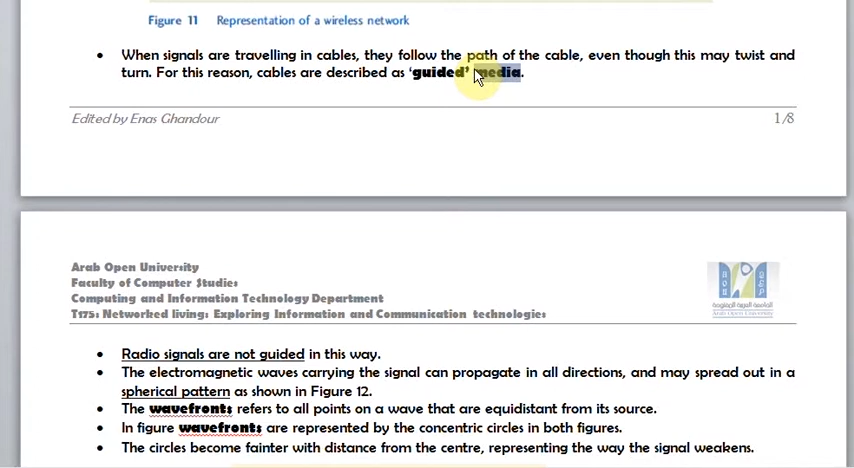 Figure 11 Representation of a wireless network
• When signals are travelling in cables, they follow the path of the cable, even though this may twist and
turn. For this reason, cables are described as ‘guided’ media.
Edited by Enas Ghandour 1/8
Arab Open University
Faculty of Computer Studies
Computing and Information Technology Department
T175: Networked living: Exploring Information and Communication technologies
الجامعة العربية المفتوحة
Arab Open University
• Radio signals are not guided in this way.
• The electromagnetic waves carrying the signal can propagate in all directions, and may spread out in a
spherical pattern as shown in Figure 12.
• The wavefronts refers to all points on a wave that are equidistant from its source.
• In figure wavefronts are represented by the concentric circles in both figures.
• The circles become fainter with distance from the centre, representing the way the signal weakens.